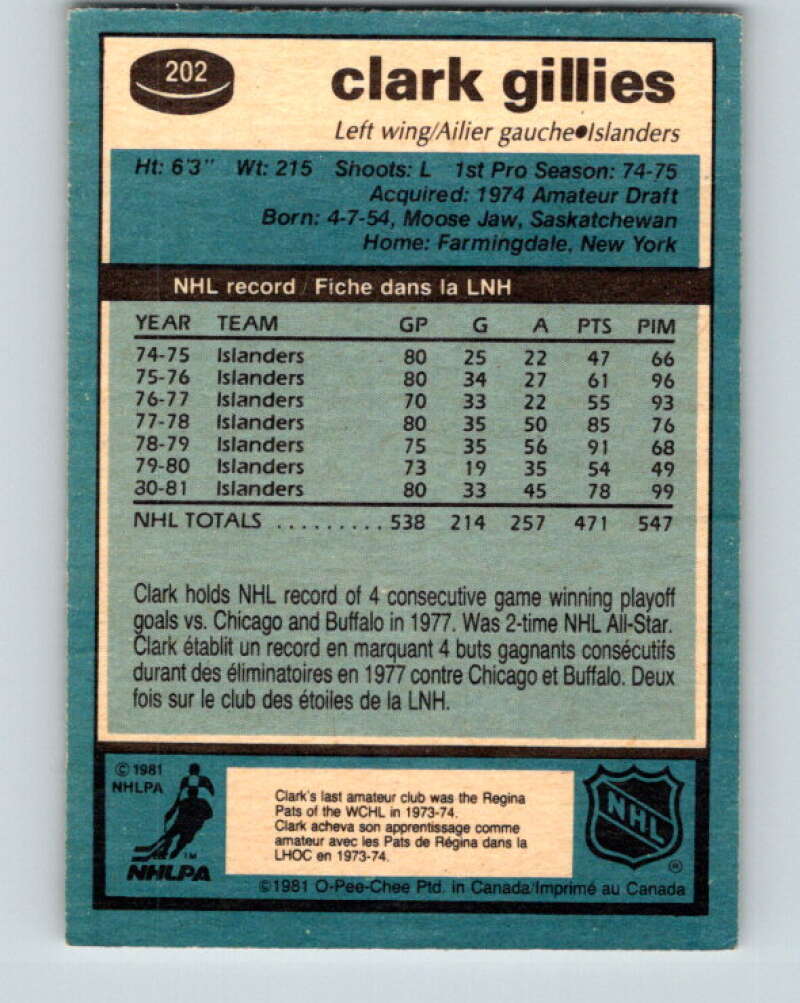 202
clark gillies
Left wing/Ailier gauche●Islanders
Ht: 6'3" Wt: 215 Shoots: L 1st Pro Season: 74-75
Acquired: 1974 Amateur Draft
Born: 4-7-54, Moose Jaw, Saskatchewan
Home: Farmingdale, New York
NHL record / Fiche dans la LNH
YEAR TEAM GP G A PTS PIM
74-75 Islanders 80 25 22 47 66
75-76 Islanders 80 34 27 61 96
76-77 Islanders 70 33 22 55 93
77-78 Islanders 80 35 50 85 76
78-79 Islanders 75 35 56 91 68
79-80 Islanders 73 19 35 54 49
30-81 Islanders 80 33 45 78 99
NHL TOTALS ......... 538 214 257 471 547
Clark holds NHL record of 4 consecutive game winning playoff
goals vs. Chicago and Buffalo in 1977. Was 2-time NHL All-Star.
Clark établit un record en marquant 4 buts gagnants consécutifs
durant des éliminatoires en 1977 contre Chicago et Buffalo. Deux
fois sur le club des étoiles de la LNH.
© 1981
NHLPA
TM
NHLPA
Clark's last amateur club was the Regina
Pats of the WCHL in 1973-74.
Clark acheva son apprentissage comme
amateur avec les Pats de Régina dans la
LHOC en 1973-74.
NHL
®
©1981 O-Pee-Chee Ptd. in Canada/Imprimé au Canada